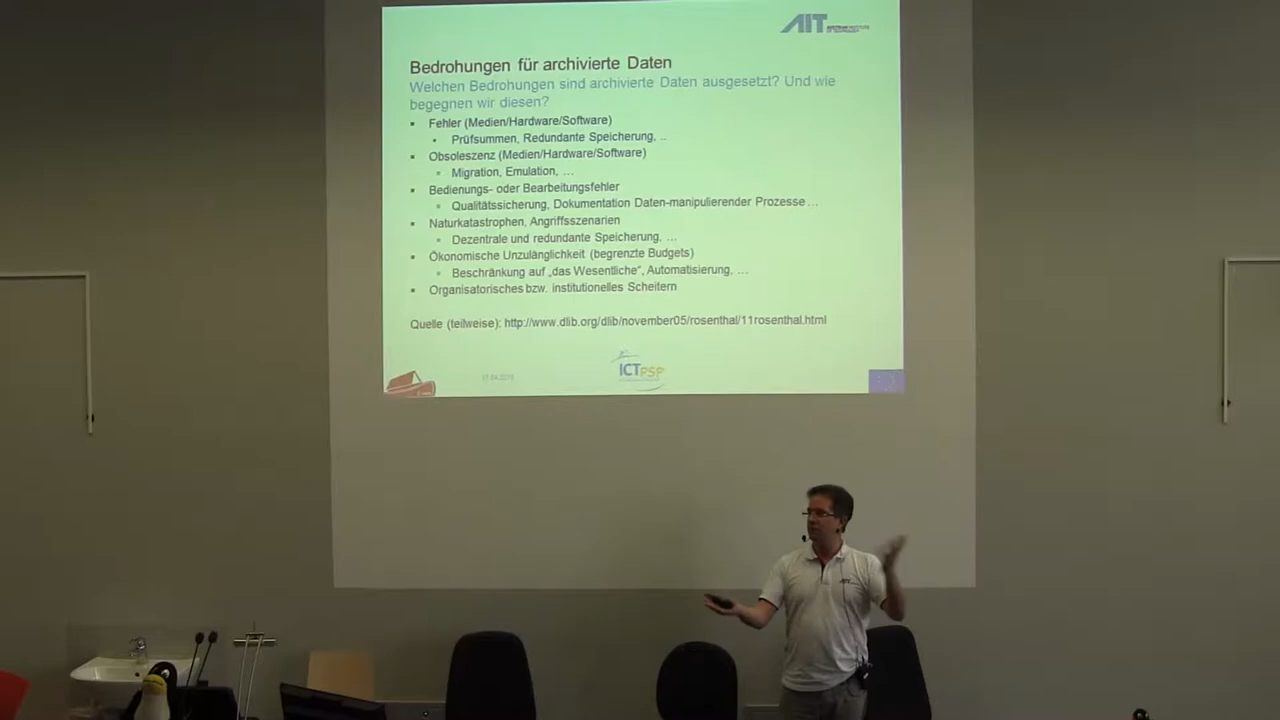 AIT
Bedrohungen für archivierte Daten
Welchen Bedrohungen sind archivierte Daten ausgesetzt? Und wie
begegnen wir diesen?
Fehler (Medien/Hardware/Software)
Prüfsummen, Redundante Speicherung, ..
Obsoleszenz (Medien/Hardware/Software)
Migration, Emulation, …
Bedienungs- oder Bearbeitungsfehler
Qualitätssicherung, Dokumentation Daten-manipulierender Prozesse …
Naturkatastrophen, Angriffsszenarien
Dezentrale und redundante Speicherung, …
Ökonomische Unzulänglichkeit (begrenzte Budgets)
Beschränkung auf „das Wesentliche“, Automatisierung, …
Organisatorisches bzw. institutionelles Scheitern
Quelle (teilweise): http://www.dlib.org/dlib/november05/rosenthal/11rosenthal.html
ICT PSP
AIT